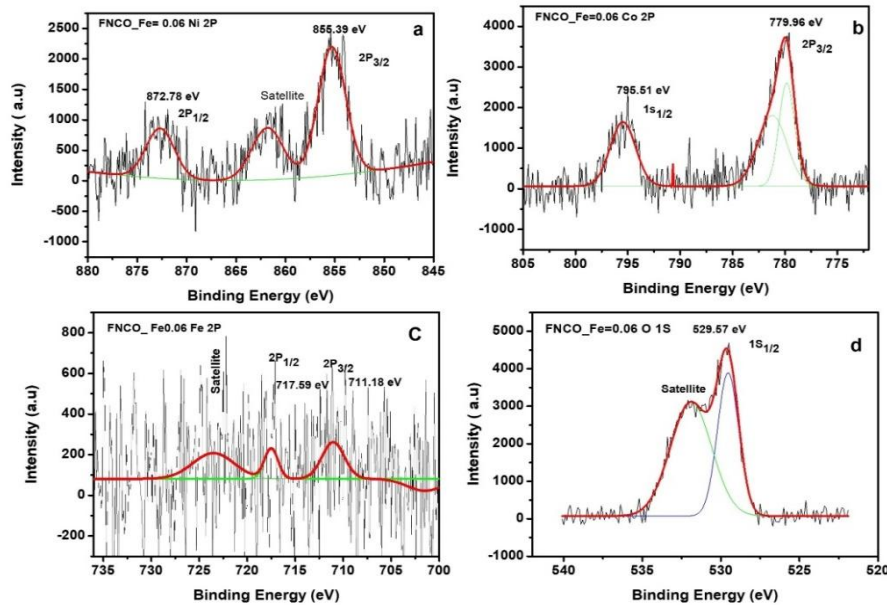 FNCO_Fe= 0.06 Ni 2P
a
855.39 eV
2P3/2
872.78 eV
2P1/2
Satellite
Intensity ( a.u)
2500
2000
1500
1000
500
0
-500
-1000
880 875 870 865 860 855 850 845
Binding Energy (eV)
FNCO_Fe=0.06 Co 2P
b
779.96 eV
2P3/2
795.51 eV
1s1/2
Intensity (a.u)
4000
3000
2000
1000
0
-1000
805 800 795 790 785 780 775
Binding Energy (eV)
FNCO_ Fe0.06 Fe 2P
C
Satellite
2P1/2
717.59 eV
2P3/2
711.18 eV
Intensity (a.u)
800
600
400
200
0
-200
735 730 725 720 715 710 705 700
Binding Energy (eV)
FNCO_Fe=0.06 O 1S
d
529.57 eV
1S1/2
Satellite
Intensity (a.u)
5000
4000
3000
2000
1000
0
-1000
540 535 530 525 520
Binding Energy (eV)